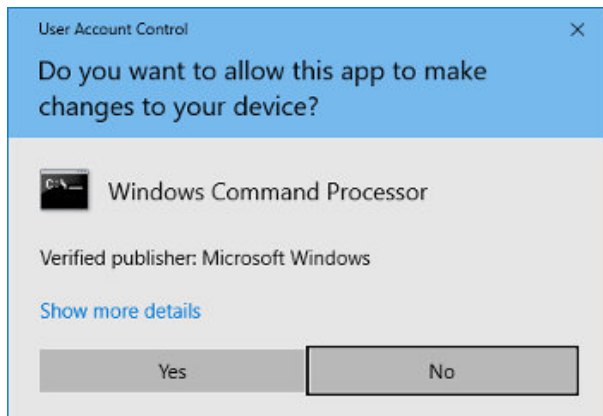 User Account Control
Do you want to allow this app to make
changes to your device?
C:\
Windows Command Processor
Verified publisher: Microsoft Windows
Show more details
Yes
No